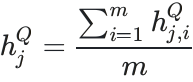 h_j^Q = \frac{\sum_{i=1}^{m} h_{j,i}^Q}{m}